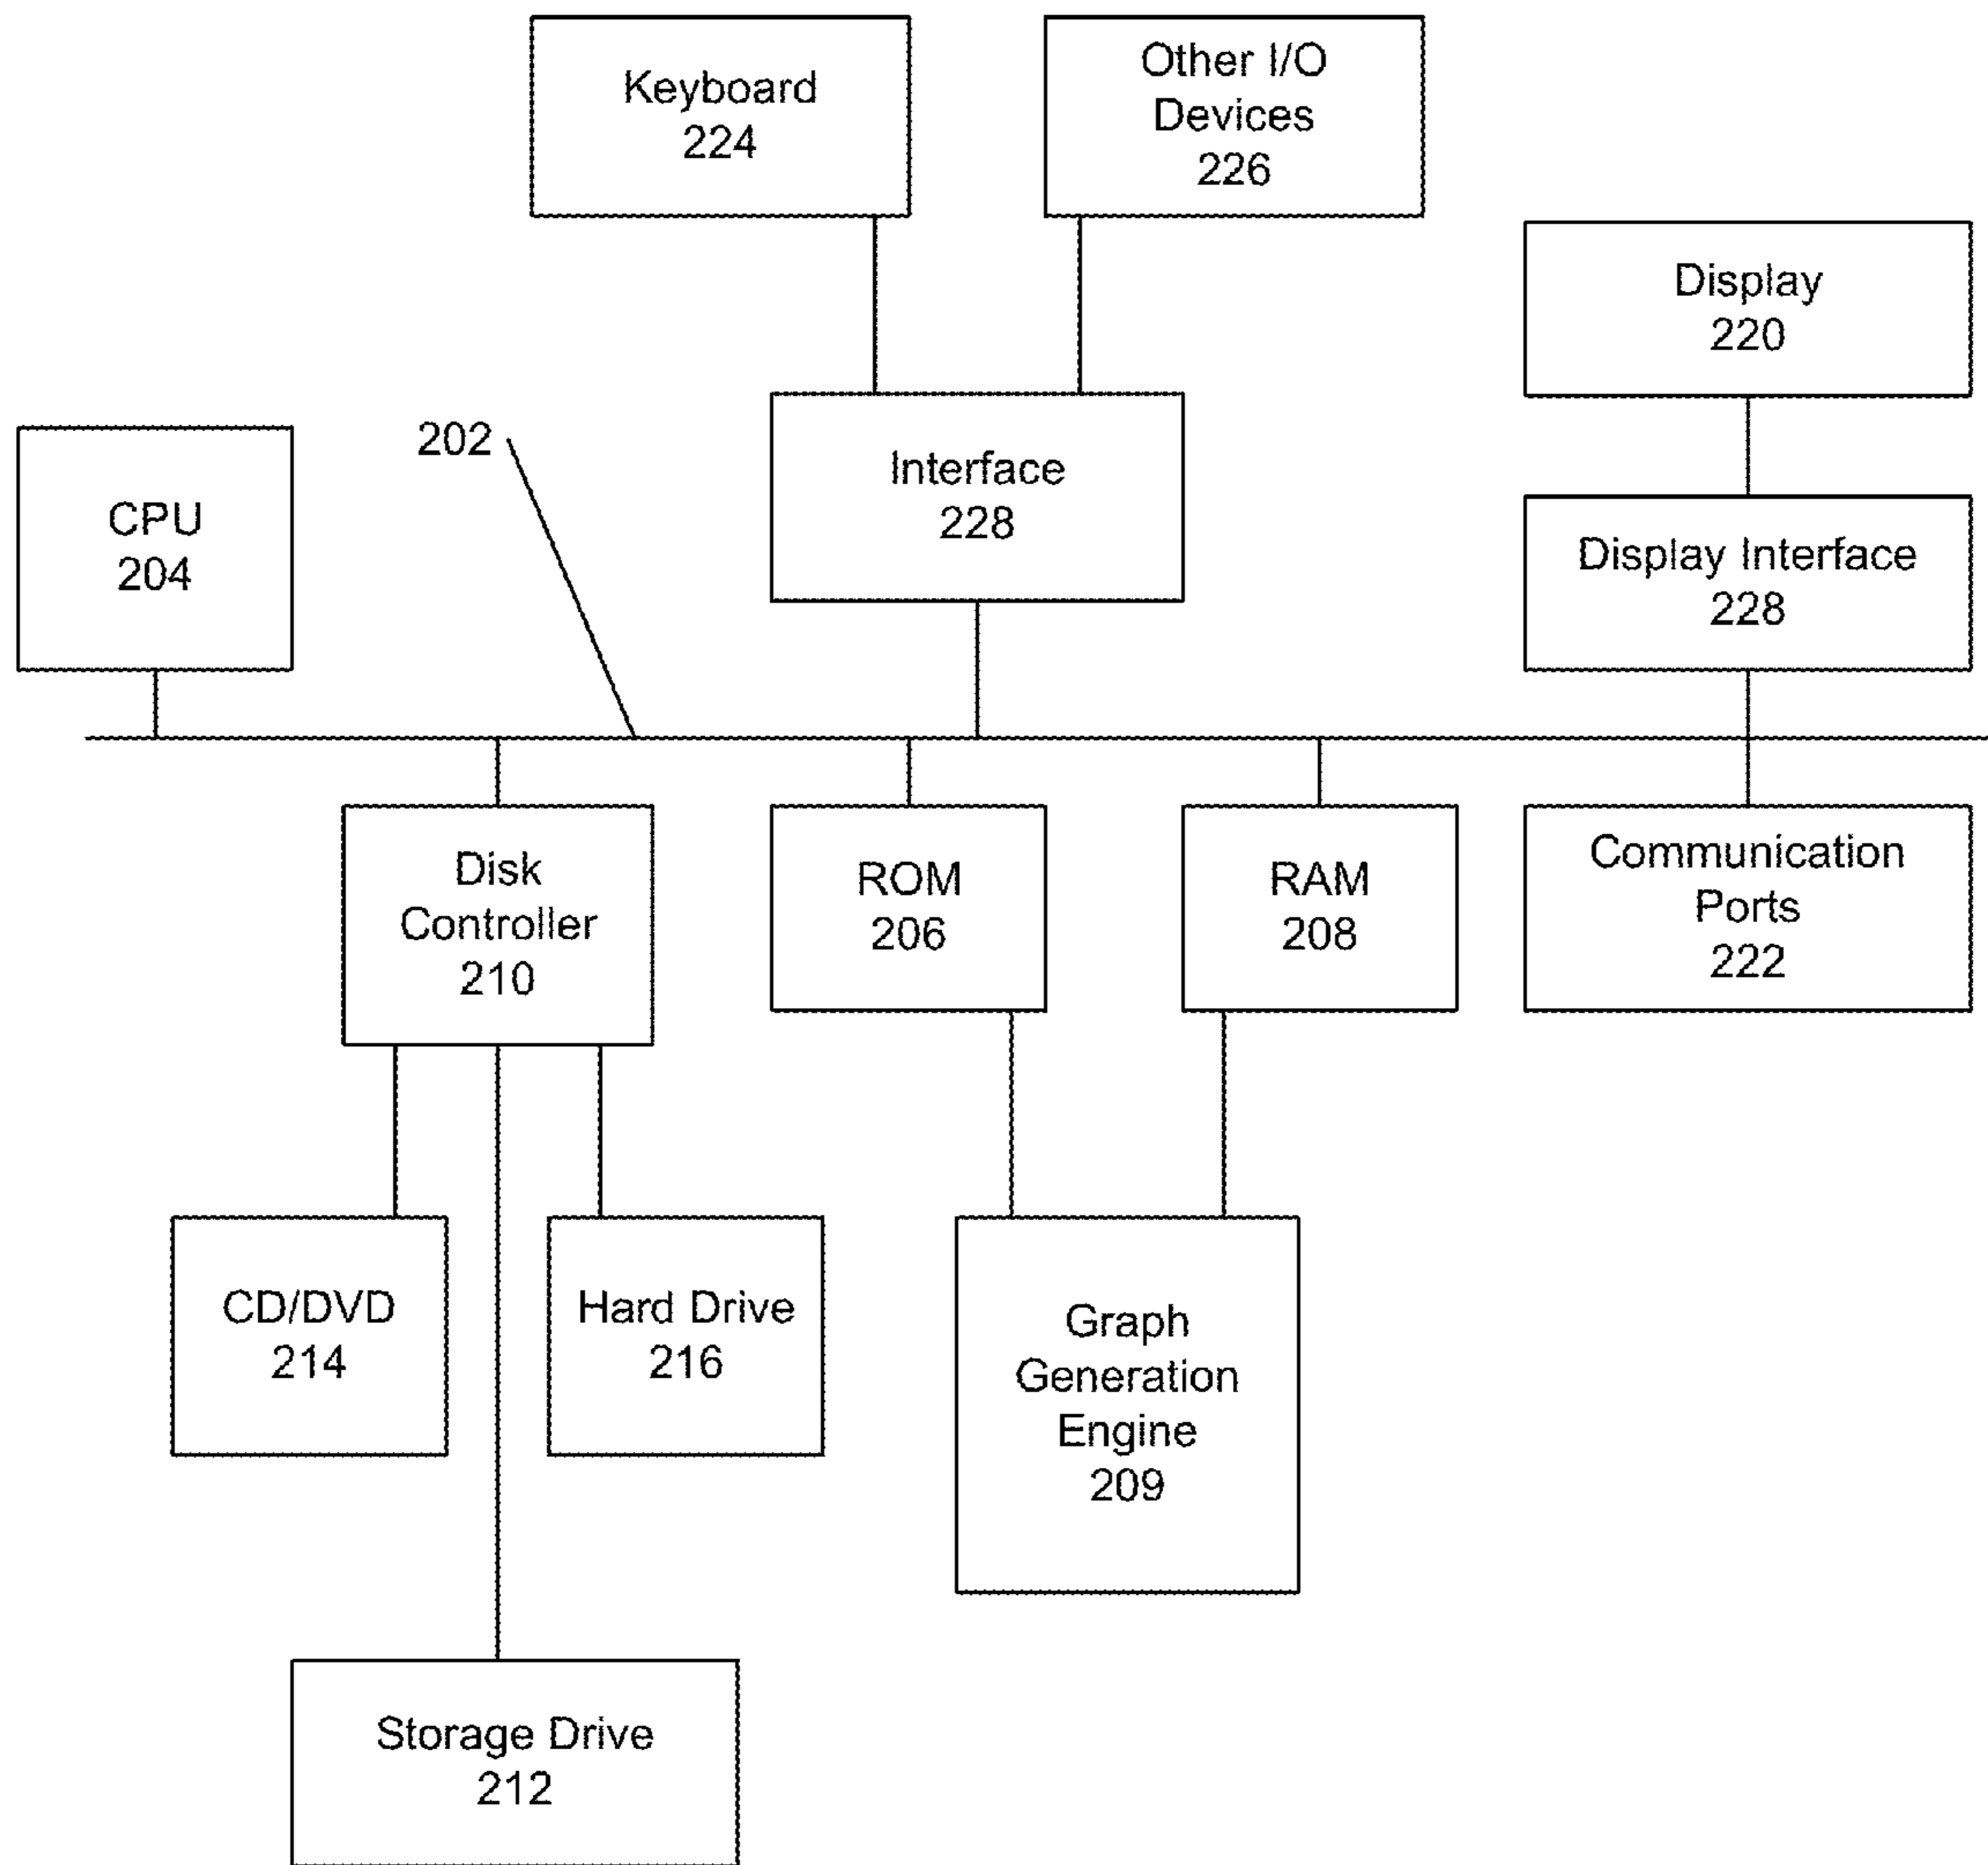 Keyboard
224
Other I/O
Devices
226
Display
220
202
Interface
228
CPU
204
Display Interface
228
Disk
Controller
210
ROM
206
RAM
208
Communication
Ports
222
CD/DVD
214
Hard Drive
216
Graph
Generation
Engine
209
Storage Drive
212